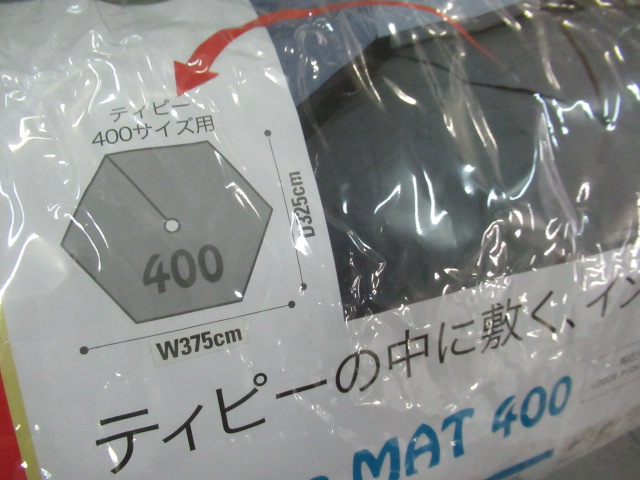 ティピー
400サイズ用
D325cm
400
W375cm
ティピーの中に敷く、イン
MAT 400